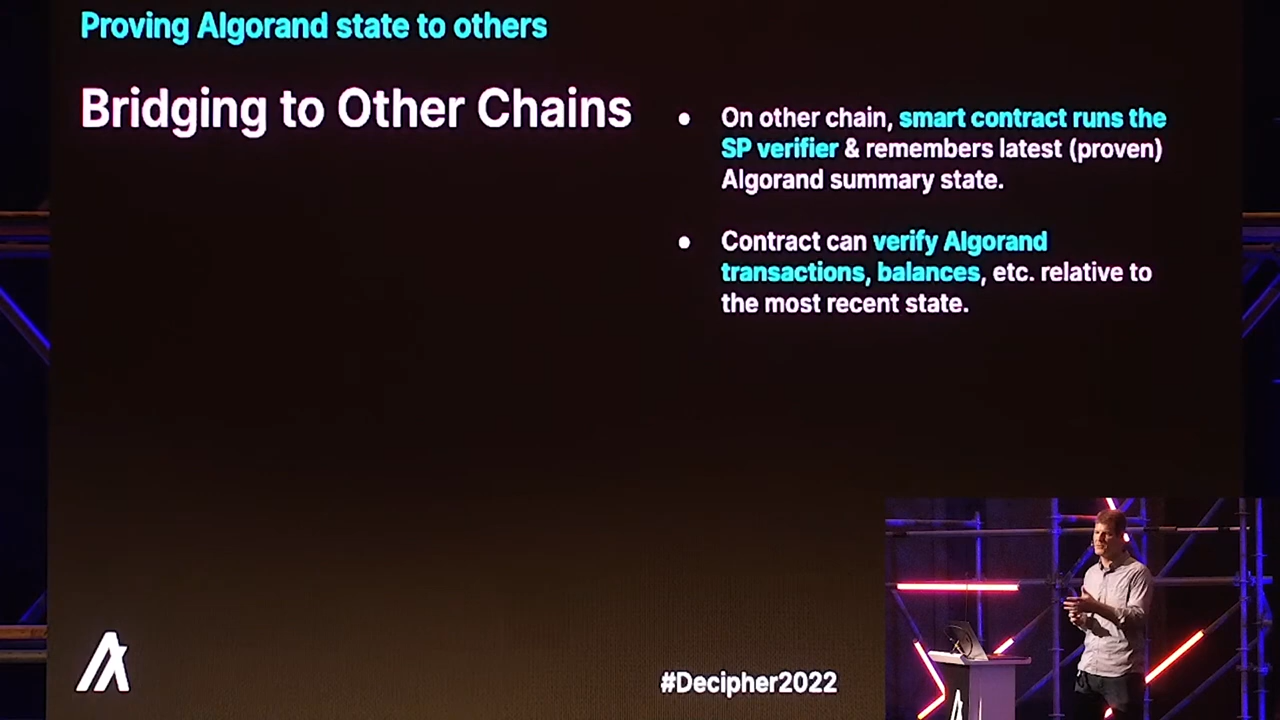 Proving Algorand state to others
Bridging to Other Chains
• On other chain, smart contract runs the
SP verifier & remembers latest (proven)
Algorand summary state.
• Contract can verify Algorand
transactions, balances, etc. relative to
the most recent state.
#Decipher2022